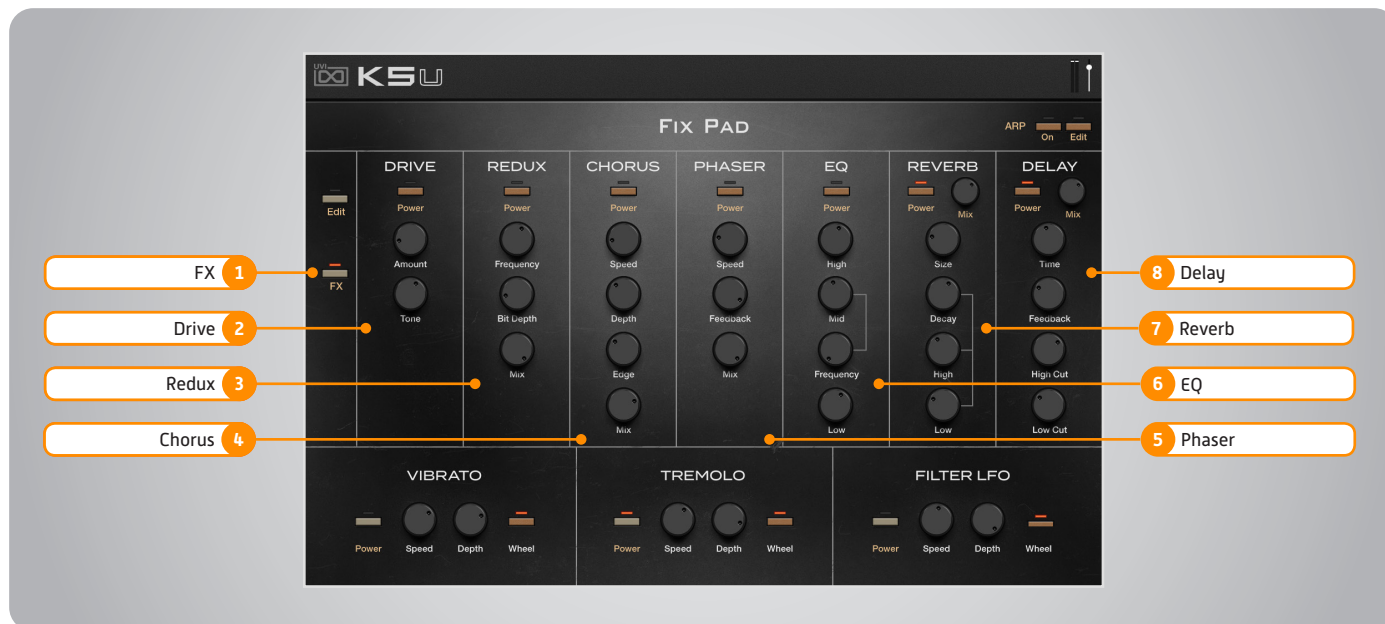 UVI
K5U
FIX PAD
ARP
On Edit
Edit
FX
DRIVE
Power
Amount
Tone
REDUX
Power
Frequency
Bit Depth
Mix
CHORUS
Power
Speed
Depth
Edge
Mix
PHASER
Power
Speed
Feedback
Mix
EQ
Power
High
Mid
Frequency
Low
REVERB
Power Mix
Size
Decay
High
Low
DELAY
Power Mix
Time
Feedback
High Cut
Low Cut
VIBRATO
Power Speed Depth Wheel
TREMOLO
Power Speed Depth Wheel
FILTER LFO
Power Speed Depth Wheel
FX 1
Drive 2
Redux 3
Chorus 4
8 Delay
7 Reverb
6 EQ
5 Phaser